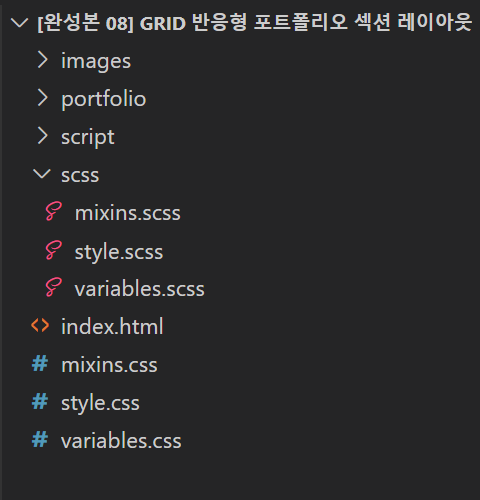 [완성본 08] GRID 반응형 포트폴리오 섹션 레이아웃
images
portfolio
script
scss
mixins.scss
style.scss
variables.scss
index.html
mixins.css
style.css
variables.css